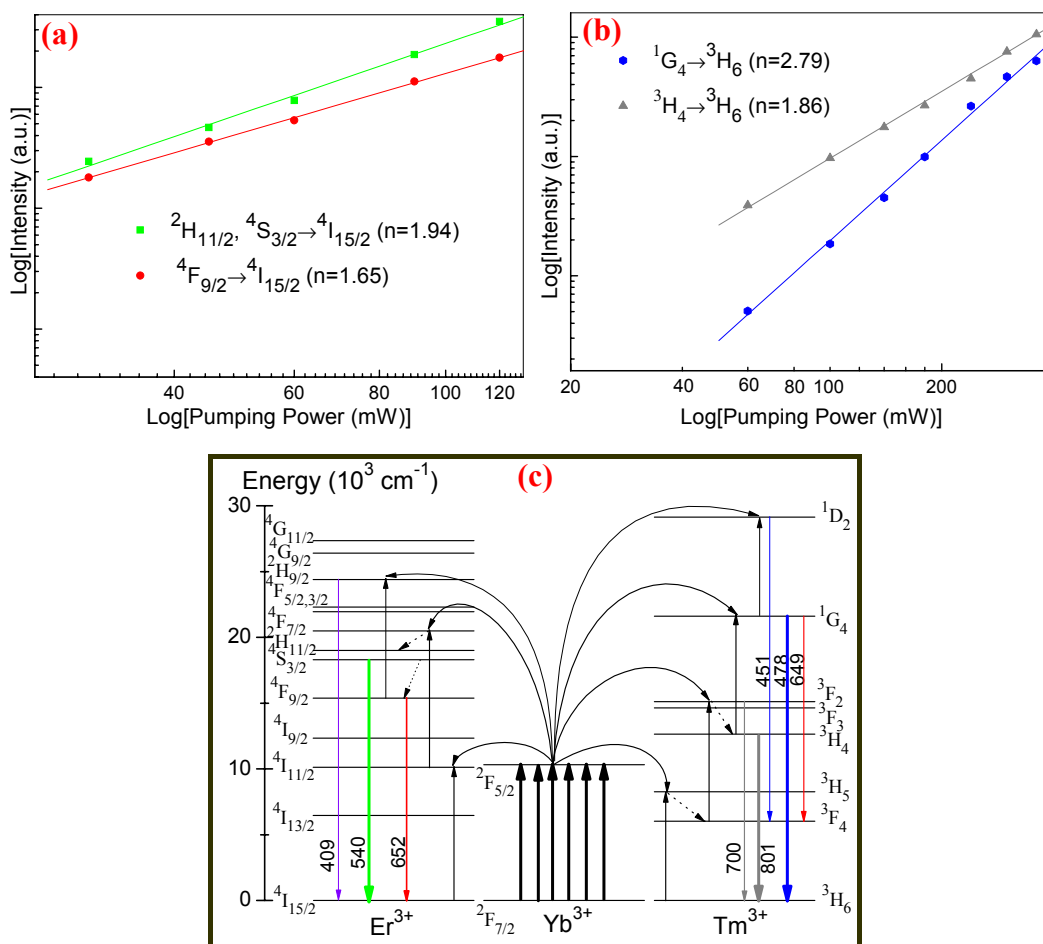 (a)
Log[Intensity (a.u.)]
²H₁₁/₂, ⁴S₃/₂→⁴I₁₅/₂ (n=1.94)
⁴F₉/₂→⁴I₁₅/₂ (n=1.65)
40 60 80 100 120
Log[Pumping Power (mW)]
(b)
Log[Intensity (a.u.)]
¹G₄→³H₆ (n=2.79)
³H₄→³H₆ (n=1.86)
20 40 60 80 100 200
Log[Pumping Power (mW)]
(c)
Energy (10³ cm⁻¹)
30
20
10
0
⁴G₁₁/₂
⁴G₉/₂
²H₉/₂
⁴F₅/₂,₃/₂
⁴F₇/₂
²H₁₁/₂
⁴S₃/₂
⁴F₉/₂
⁴I₉/₂
⁴I₁₁/₂
⁴I₁₃/₂
⁴I₁₅/₂
409
540
652
Er³⁺
²F₅/₂
²F₇/₂
Yb³⁺
¹D₂
¹G₄
³F₂
³F₃
³H₄
³H₅
³F₄
³H₆
451
478
649
700
801
Tm³⁺